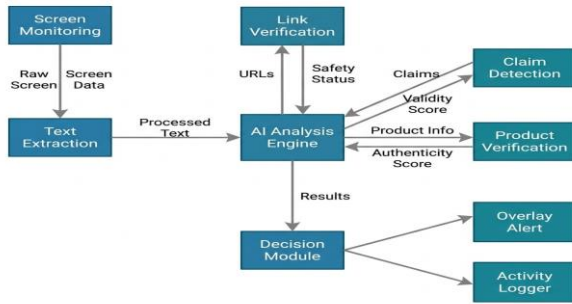 Screen
Monitoring
Link
Verification
Raw
Screen
Screen
Data
URLs
Safety
Status
Claims
Claim
Detection
Validity
Score
Text
Extraction
Processed
Text
AI Analysis
Engine
Product Info
Authenticity
Score
Product
Verification
Results
Decision
Module
Overlay
Alert
Activity
Logger